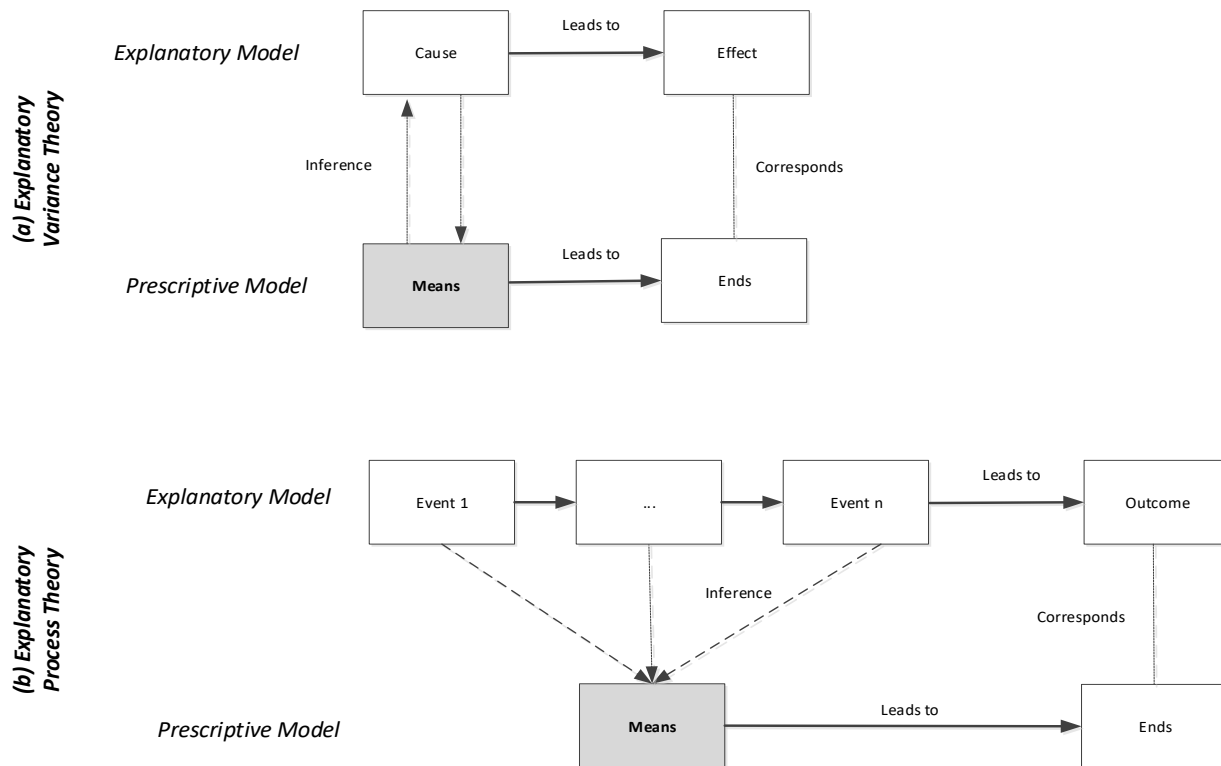 Leads to
Explanatory Model
Cause
Effect
(a) Explanatory
Variance Theory
Inference
Corresponds
Leads to
Prescriptive Model
Means
Ends
Explanatory Model
Event 1
...
Event n
Leads to
Outcome
(b) Explanatory
Process Theory
Inference
Corresponds
Leads to
Prescriptive Model
Means
Ends